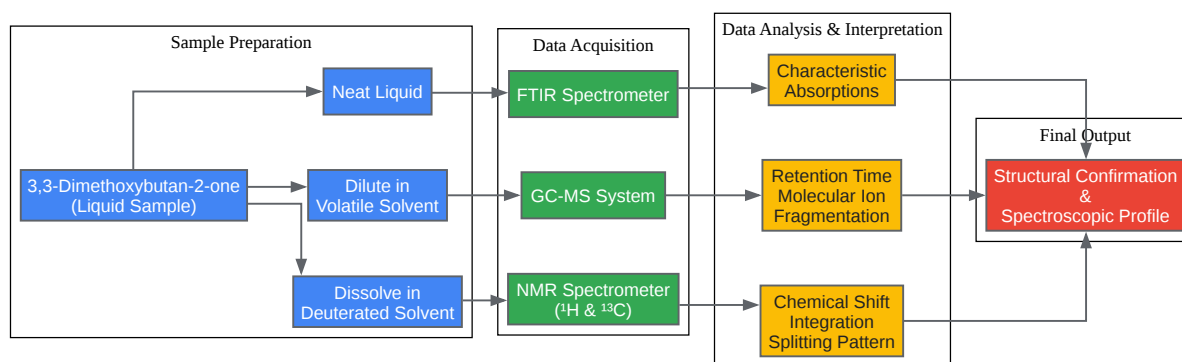 Sample Preparation
Data Acquisition
Data Analysis & Interpretation
Final Output
3,3-Dimethoxybutan-2-one
(Liquid Sample)
Neat Liquid
FTIR Spectrometer
Characteristic
Absorptions
Dilute in
Volatile Solvent
GC-MS System
Retention Time
Molecular Ion
Fragmentation
Dissolve in
Deuterated Solvent
NMR Spectrometer
(¹H & ¹³C)
Chemical Shift
Integration
Splitting Pattern
Structural Confirmation
&
Spectroscopic Profile